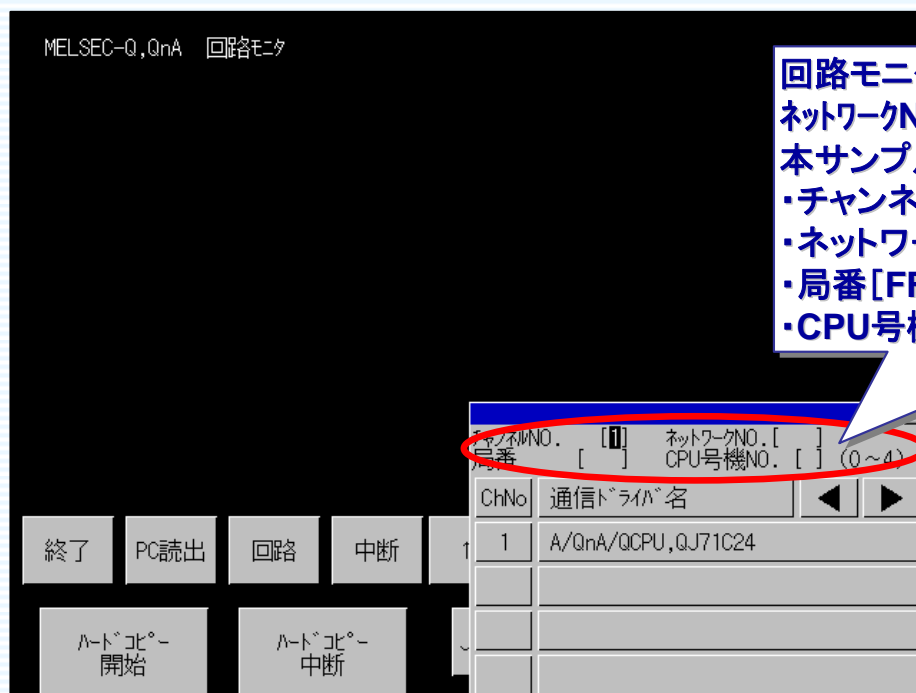 MELSEC-Q,QnA 回路ﾓﾆﾀ
回路モニ
ﾈｯﾄﾜｰｸN
本サンプ
・チャンネ
・ネットワー
・局番［FF
・CPU号機
ﾁｬﾝﾈﾙNO. [1] ﾈｯﾄﾜｰｸNO.[ ]
局番 [ ] CPU号機NO. [ ] (0～4)
ChNo 通信ﾄﾞﾗｲﾊﾞ名 ◀ ▶
1 A/QnA/QCPU,QJ71C24
終了 PC読出 回路 中断 ↑
ﾊｰﾄﾞｺﾋﾟｰ
開始
ﾊｰﾄﾞｺﾋﾟｰ
中断